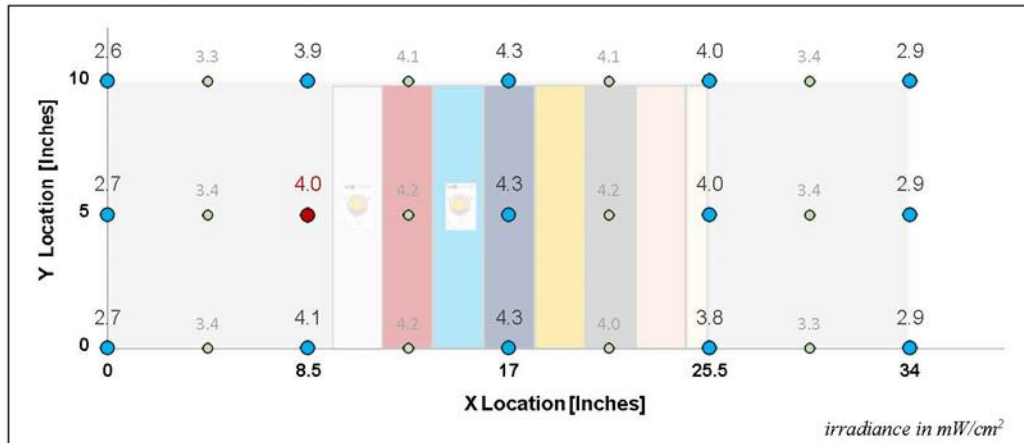 2.6 3.3 3.9 4.1 4.3 4.1 4.0 3.4 2.9
10
2.7 3.4 4.0 4.2 4.3 4.2 4.0 3.4 2.9
5
2.7 3.4 4.1 4.2 4.3 4.0 3.8 3.3 2.9
0
0 8.5 17 25.5 34
Y Location [Inches]
X Location [Inches]
irradiance in mW/cm²